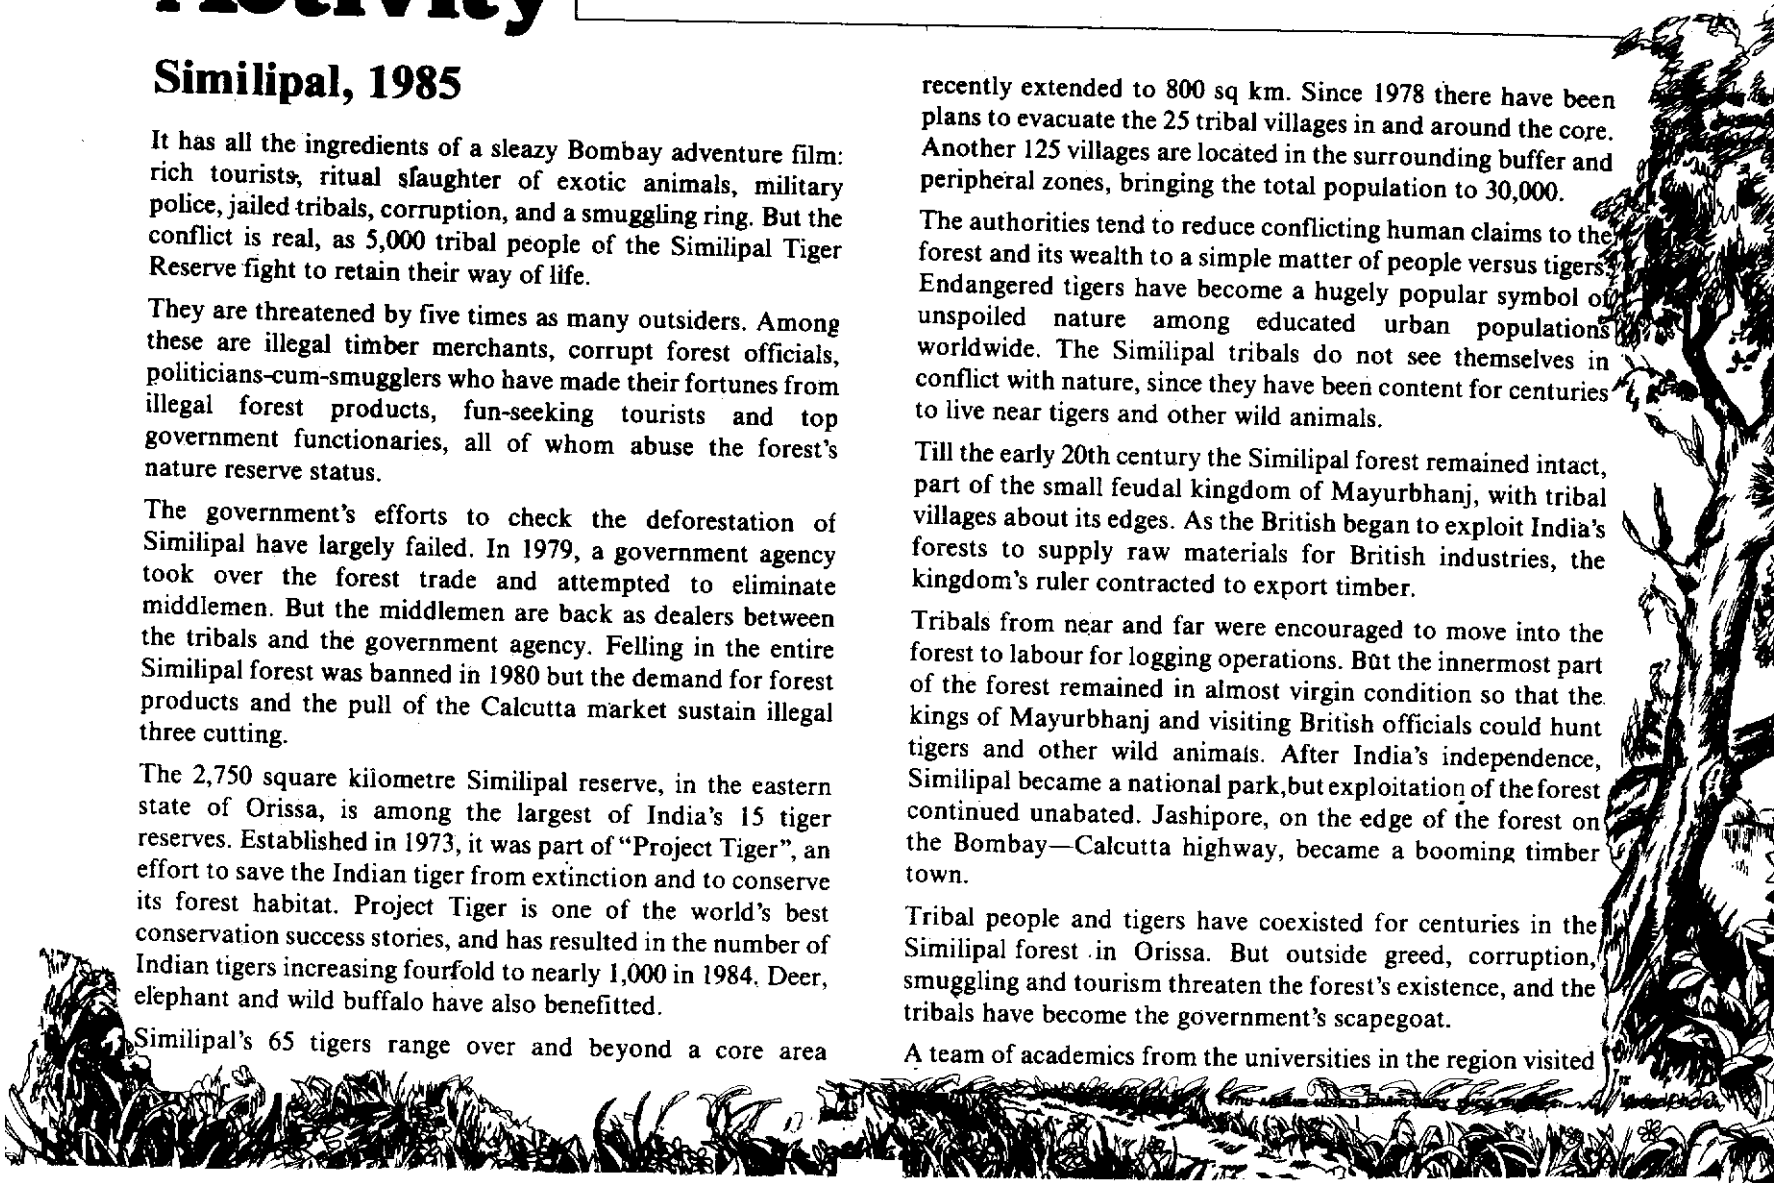 Activity
Similipal, 1985
It has all the ingredients of a sleazy Bombay adventure film:
rich tourists, ritual slaughter of exotic animals, military
police, jailed tribals, corruption, and a smuggling ring. But the
conflict is real, as 5,000 tribal people of the Similipal Tiger
Reserve fight to retain their way of life.
They are threatened by five times as many outsiders. Among
these are illegal timber merchants, corrupt forest officials,
politicians-cum-smugglers who have made their fortunes from
illegal forest products, fun-seeking tourists and top
government functionaries, all of whom abuse the forest's
nature reserve status.
The government's efforts to check the deforestation of
Similipal have largely failed. In 1979, a government agency
took over the forest trade and attempted to eliminate
middlemen. But the middlemen are back as dealers between
the tribals and the government agency. Felling in the entire
Similipal forest was banned in 1980 but the demand for forest
products and the pull of the Calcutta market sustain illegal
three cutting.
The 2,750 square kilometre Similipal reserve, in the eastern
state of Orissa, is among the largest of India's 15 tiger
reserves. Established in 1973, it was part of "Project Tiger", an
effort to save the Indian tiger from extinction and to conserve
its forest habitat. Project Tiger is one of the world's best
conservation success stories, and has resulted in the number of
Indian tigers increasing fourfold to nearly 1,000 in 1984. Deer,
elephant and wild buffalo have also benefitted.
Similipal's 65 tigers range over and beyond a core area
recently extended to 800 sq km. Since 1978 there have been
plans to evacuate the 25 tribal villages in and around the core.
Another 125 villages are located in the surrounding buffer and
peripheral zones, bringing the total population to 30,000.
The authorities tend to reduce conflicting human claims to the
forest and its wealth to a simple matter of people versus tigers.
Endangered tigers have become a hugely popular symbol of
unspoiled nature among educated urban populations
worldwide. The Similipal tribals do not see themselves in
conflict with nature, since they have been content for centuries
to live near tigers and other wild animals.
Till the early 20th century the Similipal forest remained intact,
part of the small feudal kingdom of Mayurbhanj, with tribal
villages about its edges. As the British began to exploit India's
forests to supply raw materials for British industries, the
kingdom's ruler contracted to export timber.
Tribals from near and far were encouraged to move into the
forest to labour for logging operations. But the innermost part
of the forest remained in almost virgin condition so that the
kings of Mayurbhanj and visiting British officials could hunt
tigers and other wild animals. After India's independence,
Similipal became a national park, but exploitation of the forest
continued unabated. Jashipore, on the edge of the forest on
the Bombay—Calcutta highway, became a booming timber
town.
Tribal people and tigers have coexisted for centuries in the
Similipal forest in Orissa. But outside greed, corruption,
smuggling and tourism threaten the forest's existence, and the
tribals have become the government's scapegoat.
A team of academics from the universities in the region visited